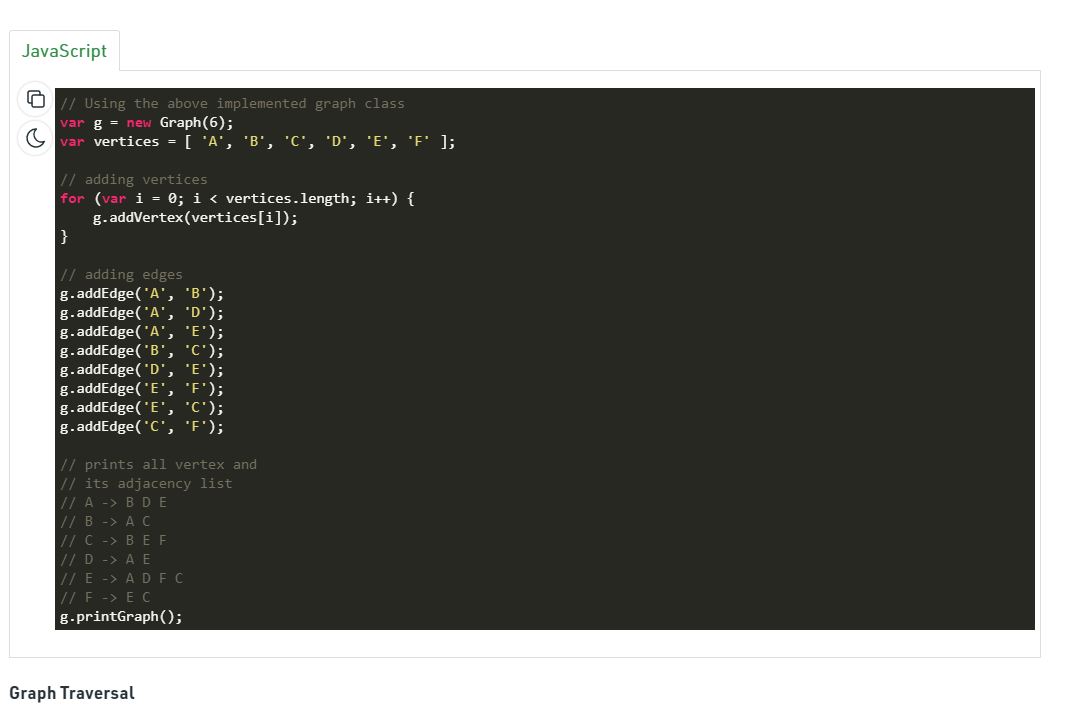 JavaScript
// Using the above implemented graph class
var g = new Graph(6);
var vertices = [ 'A', 'B', 'C', 'D', 'E', 'F' ];
// adding vertices
for (var i = 0; i < vertices.length; i++) {
    g.addVertex(vertices[i]);
}
// adding edges
g.addEdge('A', 'B');
g.addEdge('A', 'D');
g.addEdge('A', 'E');
g.addEdge('B', 'C');
g.addEdge('D', 'E');
g.addEdge('E', 'F');
g.addEdge('E', 'C');
g.addEdge('C', 'F');
// prints all vertex and
// its adjacency list
// A -> B D E
// B -> A C
// C -> B E F
// D -> A E
// E -> A D F C
// F -> E C
g.printGraph();
Graph Traversal